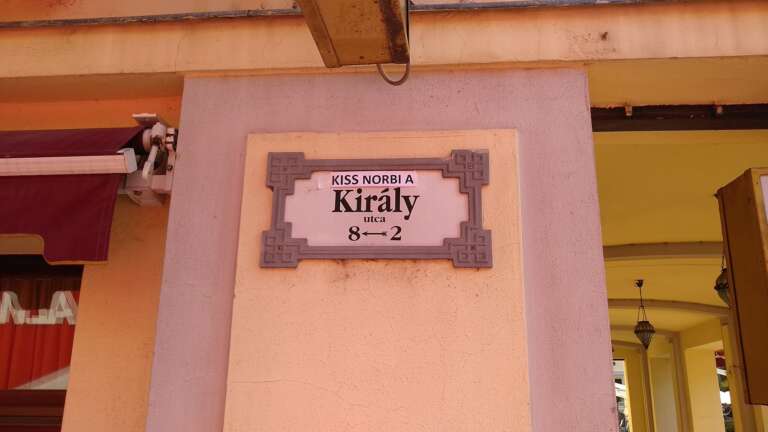 KISS NORBI A
Király
utca
8←2